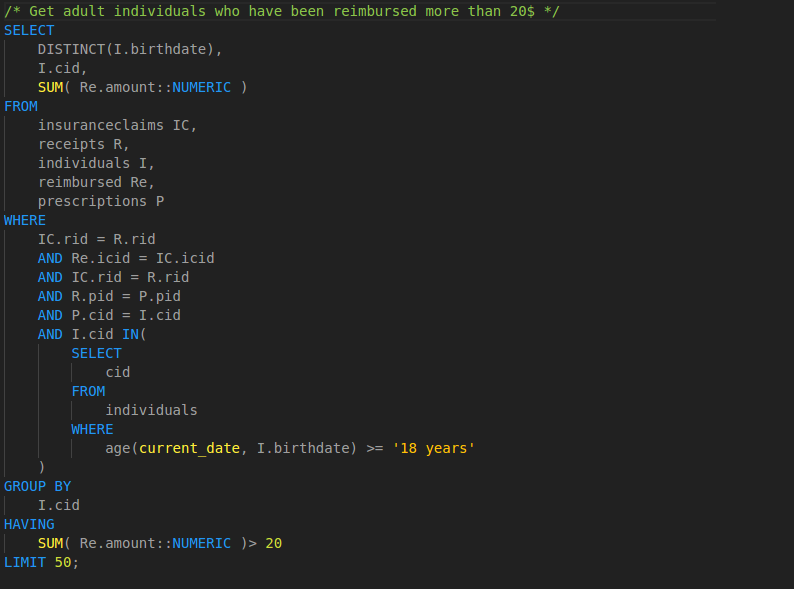 /* Get adult individuals who have been reimbursed more than 20$ */
SELECT
    DISTINCT(I.birthdate),
    I.cid,
    SUM( Re.amount::NUMERIC )
FROM
    insuranceclaims IC,
    receipts R,
    individuals I,
    reimbursed Re,
    prescriptions P
WHERE
    IC.rid = R.rid
    AND Re.icid = IC.icid
    AND IC.rid = R.rid
    AND R.pid = P.pid
    AND P.cid = I.cid
    AND I.cid IN(
        SELECT
            cid
        FROM
            individuals
        WHERE
            age(current_date, I.birthdate) >= '18 years'
    )
GROUP BY
    I.cid
HAVING
    SUM( Re.amount::NUMERIC )> 20
LIMIT 50;